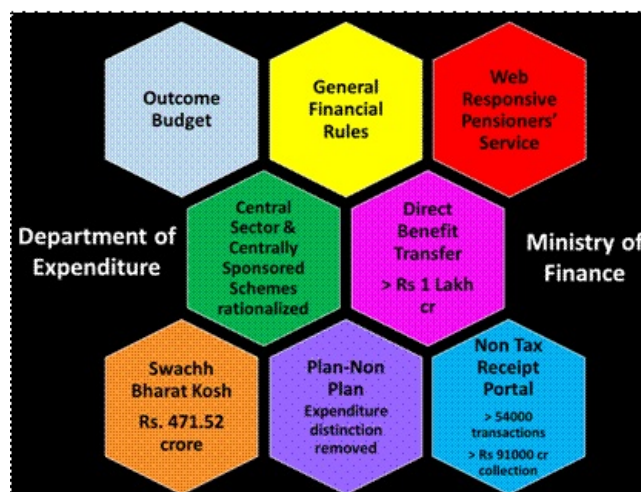 Outcome
Budget
General
Financial
Rules
Web
Responsive
Pensioners'
Service
Department of
Expenditure
Central
Sector &
Centrally
Sponsored
Schemes
rationalized
Direct
Benefit
Transfer
> Rs 1 Lakh
cr
Ministry of
Finance
Swachh
Bharat Kosh
Rs. 471.52
crore
Plan-Non
Plan
Expenditure
distinction
removed
Non Tax
Receipt
Portal
> 54000
transactions
> Rs 91000 cr
collection